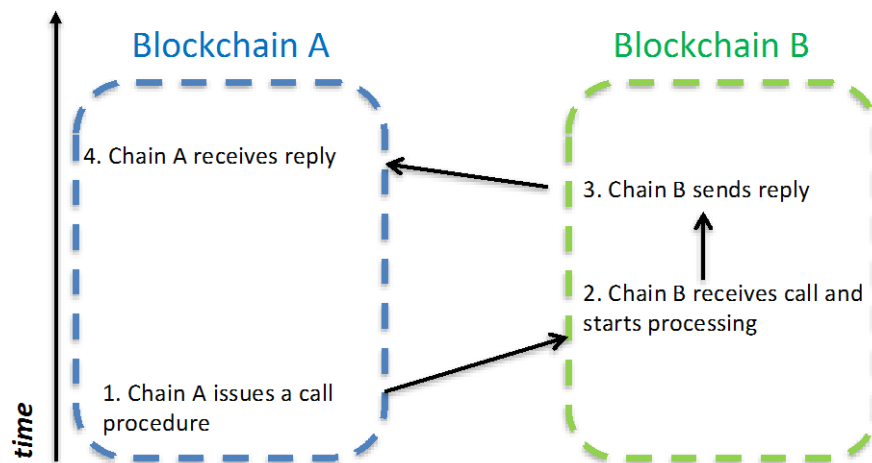 Blockchain A
Blockchain B
4. Chain A receives reply
3. Chain B sends reply
2. Chain B receives call and
starts processing
1. Chain A issues a call
procedure
time